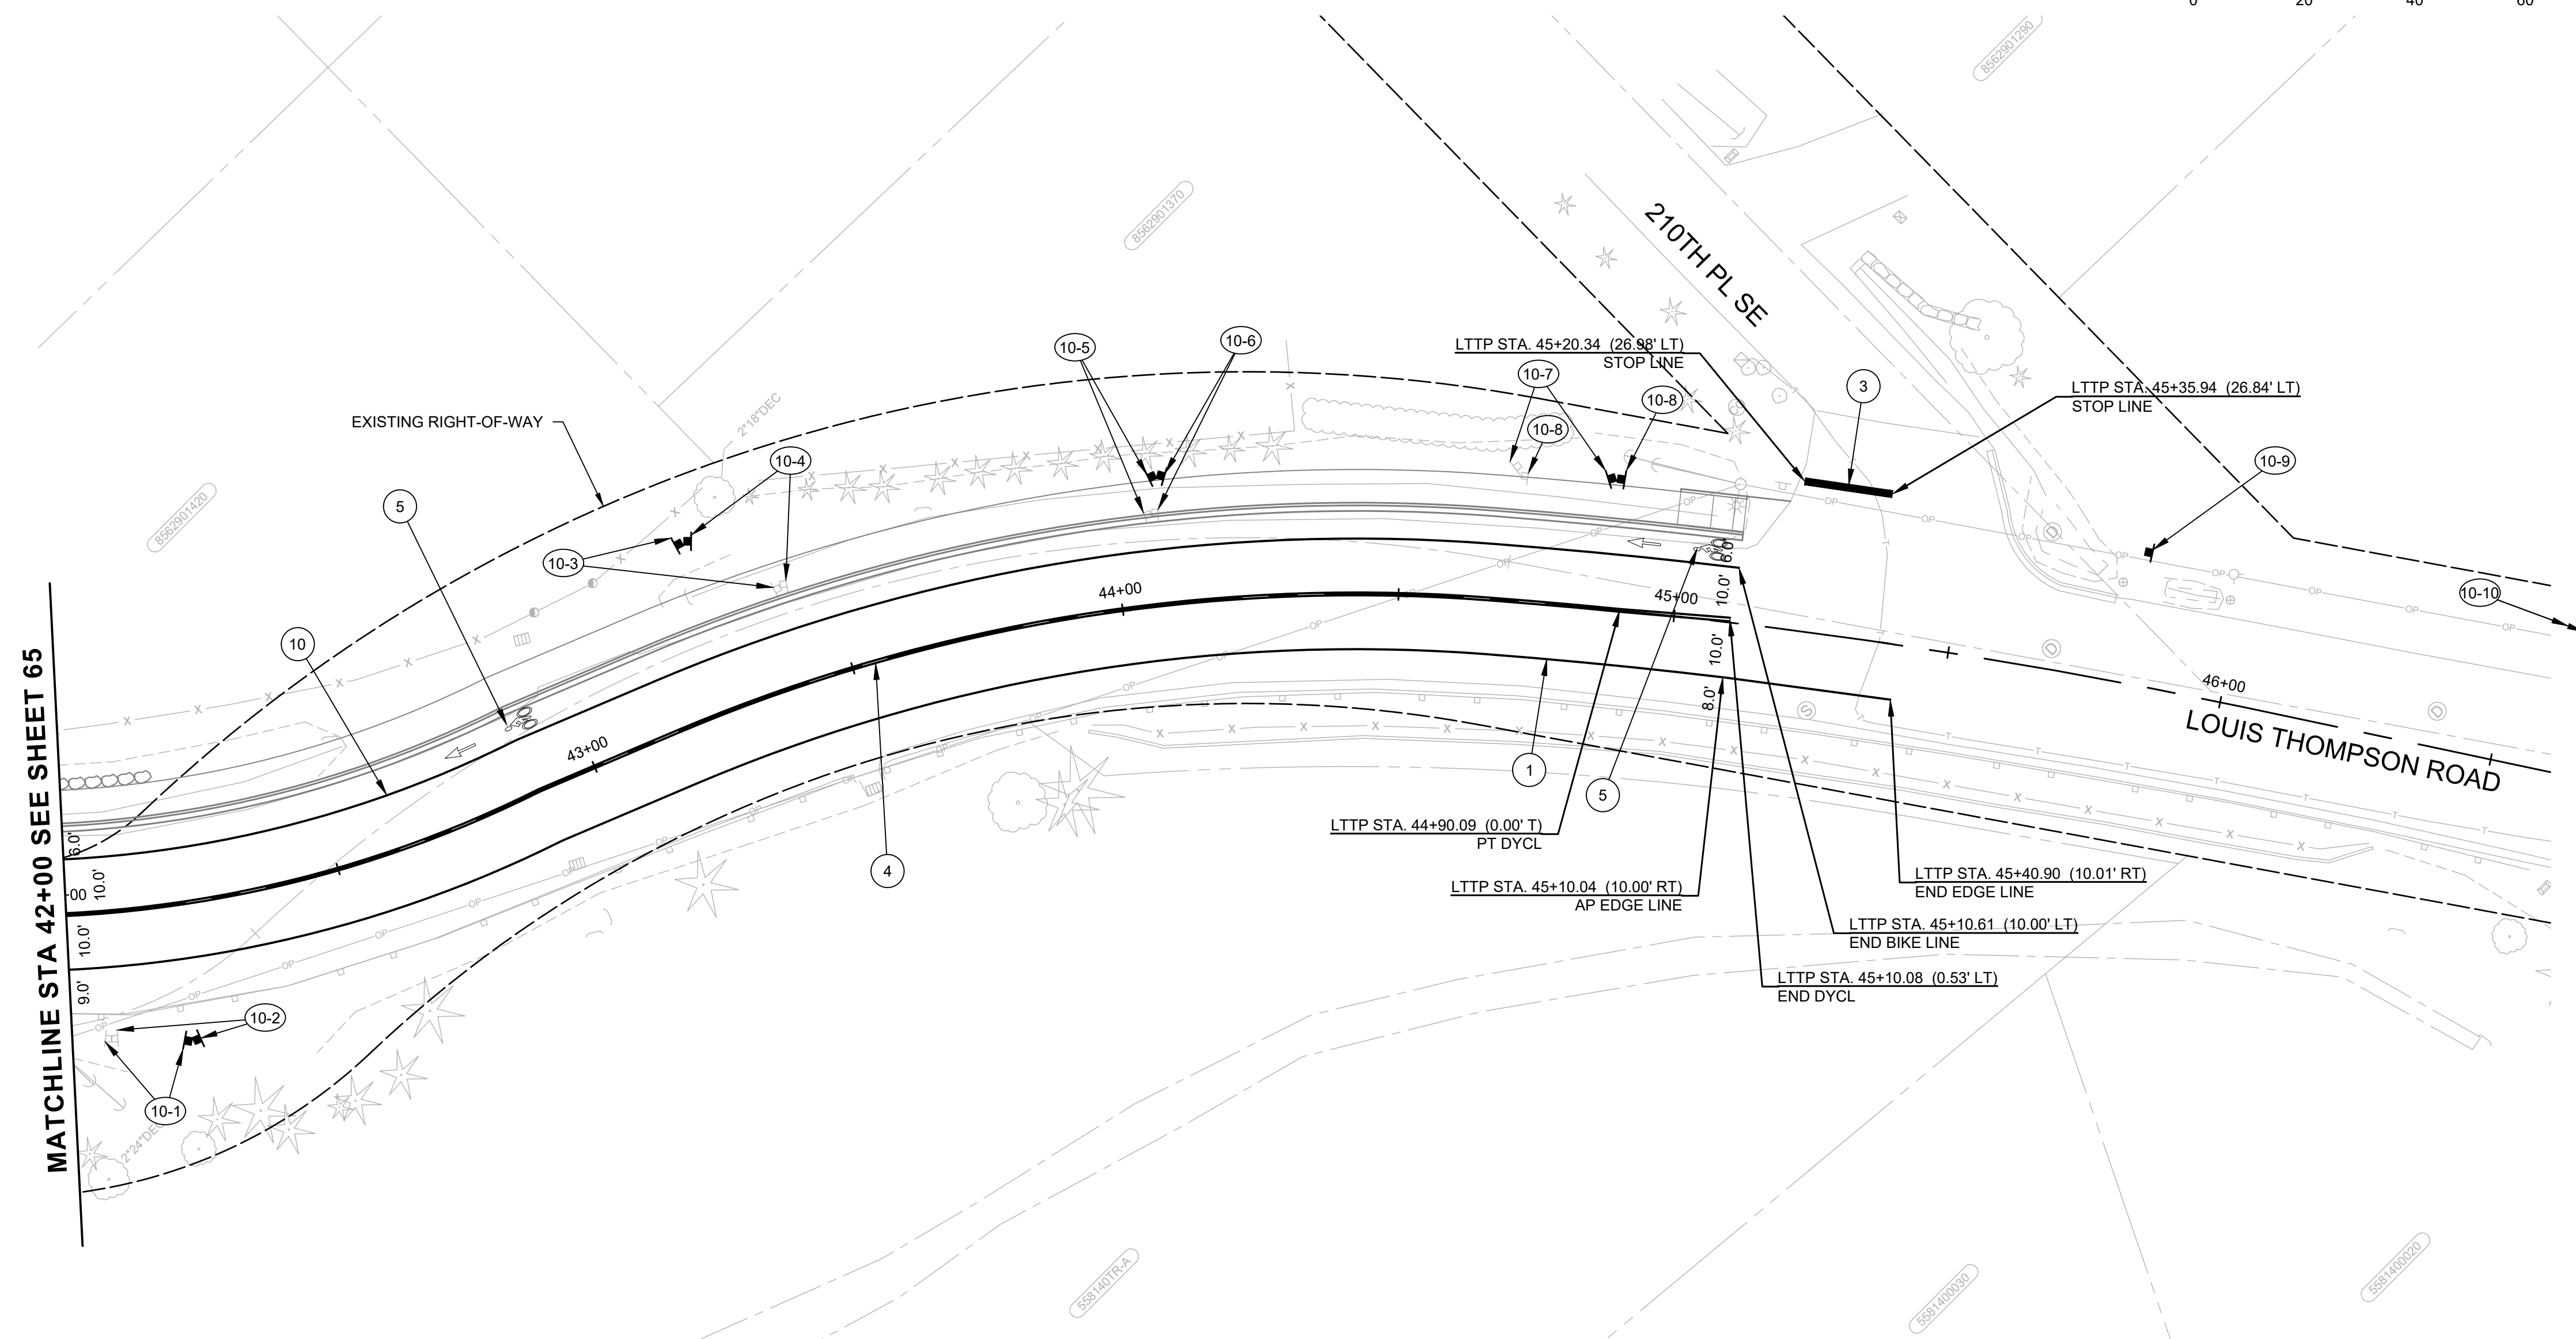 0 20 40 60
8562901290
8562901370
210TH PL SE
10-5
10-6
LTTP STA. 45+20.34 (26.98' LT)
STOP LINE
10-7
10-8
10-8
3
LTTP STA. 45+35.94 (26.84' LT)
STOP LINE
2*18"DEC
EXISTING RIGHT-OF-WAY
10-4
10-9
8562901420
5
10-3
10-10
44+00
45+00
6.0'
10.0'
10.0'
8.0'
10
43+00
46+00
LOUIS THOMPSON ROAD
1
5
4
LTTP STA. 44+90.09 (0.00' T)
PT DYCL
LTTP STA. 45+10.04 (10.00' RT)
AP EDGE LINE
LTTP STA. 45+40.90 (10.01' RT)
END EDGE LINE
LTTP STA. 45+10.61 (10.00' LT)
END BIKE LINE
LTTP STA. 45+10.08 (0.53' LT)
END DYCL
MATCHLINE STA 42+00 SEE SHEET 65
6.0'
-00
10.0'
10.0'
9.0'
10-2
10-1
2*24"DEC
558140TR-A
5581400030
5581400020